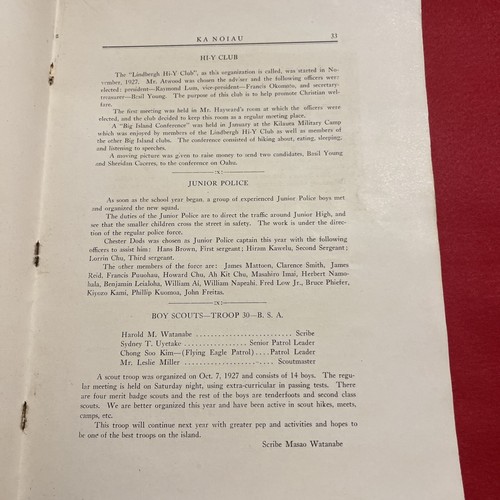 KA NOIAU 33
HI-Y CLUB
The "Lindbergh Hi-Y Club", as this organization is called, was started in No-
vember, 1927. Mr. Atwood was chosen the adviser and the following officers were
elected: president—Raymond Lum, vice-president—Francis Okumoto, and secretary-
treasurer—Rsil Young. The purpose of this club is to help promote Christian wel-
fare.
The first meeting was held in Mr. Hayward's room at which the officers were
elected, and the club decided to keep this room as a regular meeting place.
A "Big Island Conference" was held in January at the Kilauea Military Camp
which was enjoyed by members of the Lindbergh Hi-Y Club as well as members of
the other Big Island clubs. The conference consisted of hiking about, eating, sleeping,
and listening to speeches.
A moving picture was given to raise money to send two candidates, Young
and Sheridan Caceres, to the conference on Oahu.
JUNIOR POLICE
As soon as the school year began, a group of experienced Junior Police boys met
and organized the new squad.
The duties of the Junior Police are to direct the traffic around Junior High, and
see that the smaller children cross the street in safety. The work is under the direc-
tion of the regular police force.
Chester Dods was chosen as Junior Police captain this year with the following
officers to assist him: Hans Brown, First sergeant; Hiram Kawelu, Second Sergeant;
Lorrin Chu, Third sergeant.
The other members of the force are: James Mattoon, Clarence Smith, James
Reid, Francis Puuohau, Howard Chu, Ah Kit Chu, Masahiro Imai, Herbert Namo-
hala, Benjamin Leialoha, William Ai, William Napeahi, Fred Low Jr., Bruce Phiefer,
Kiyozo Kami, Phillip Kuamoa, John Freitas.
BOY SCOUTS—TROOP 30—B. S. A.
Harold M. Watanabe .......................... Scribe
Sydory T. Uyetake ................. Senior Patrol Leader
Chong Soo Kim—(Flying Eagle Patrol) .... Patrol Leader
Mr. Leslie Miller ........................ Scoutmaster
A scout troop was organized on Oct. 7, 1927 and consists of 14 boys. The regu-
lar meeting is held on Saturday night, using extra-curricular in passing tests. There
are four merit badge scouts and the rest of the boys are tenderfoots and second class
scouts. We are better organized this year and have been active in scout hikes, meets,
camps, etc.
This troop will continue next year with greater pep and activities and hopes to
be one of the best troops on the island.
Scribe Masao Watanabe